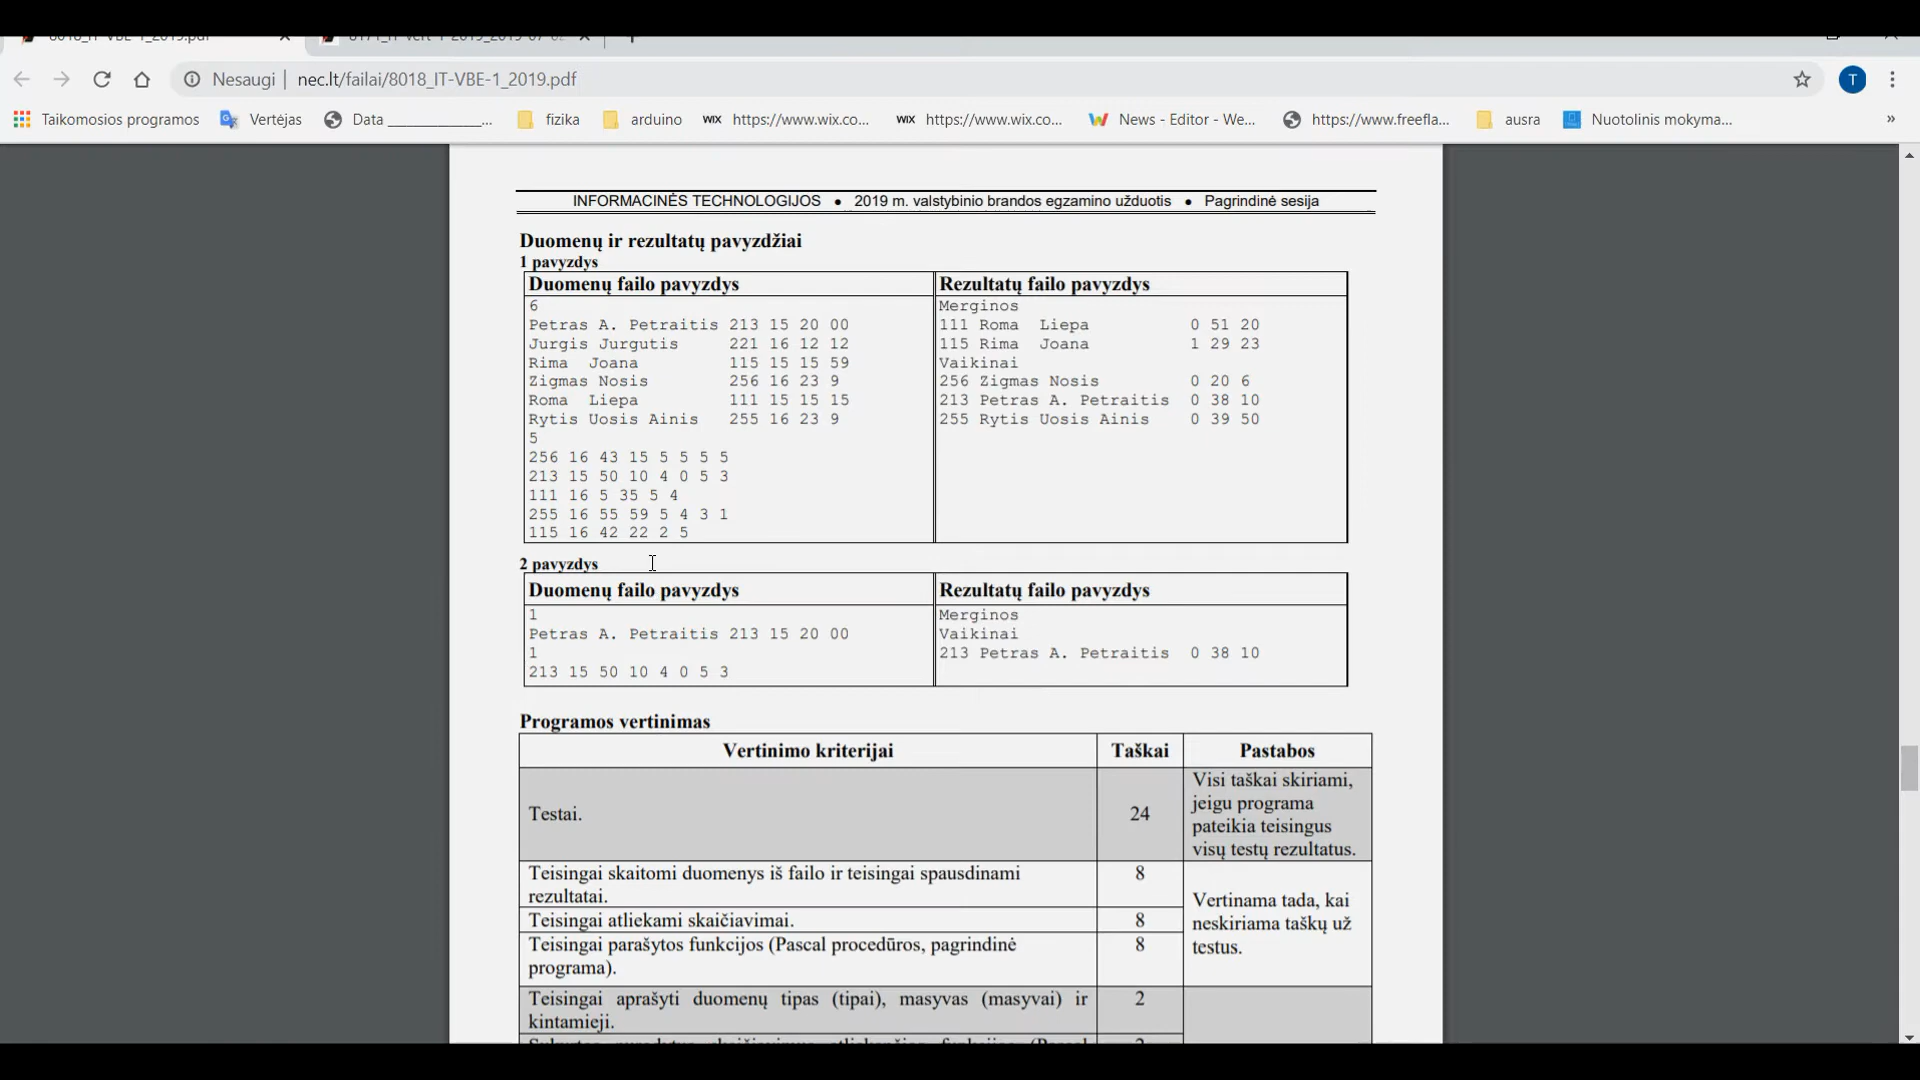 8018_IT-VBE-1_2019.pdf
Nesaugi | nec.lt/failai/8018_IT-VBE-1_2019.pdf
T
Taikomosios programos Vertėjas Data ___________... fizika arduino WIX https://www.wix.co... WIX https://www.wix.co... News - Editor - We... https://www.freefla... ausra Nuotolinis mokyma... »
INFORMACINĖS TECHNOLOGIJOS ● 2019 m. valstybinio brandos egzamino užduotis ● Pagrindinė sesija
Duomenų ir rezultatų pavyzdžiai
1 pavyzdys
Duomenų failo pavyzdys
6
Petras A. Petraitis 213 15 20 00
Jurgis Jurgutis 221 16 12 12
Rima Joana 115 15 15 59
Zigmas Nosis 256 16 23 9
Roma Liepa 111 15 15 15
Rytis Uosis Ainis 255 16 23 9
5
256 16 43 15 5 5 5 5
213 15 50 10 4 0 5 3
111 16 5 35 5 4
255 16 55 59 5 4 3 1
115 16 42 22 2 5
Rezultatų failo pavyzdys
Merginos
111 Roma Liepa 0 51 20
115 Rima Joana 1 29 23
Vaikinai
256 Zigmas Nosis 0 20 6
213 Petras A. Petraitis 0 38 10
255 Rytis Uosis Ainis 0 39 50
2 pavyzdys
Duomenų failo pavyzdys
1
Petras A. Petraitis 213 15 20 00
1
213 15 50 10 4 0 5 3
Rezultatų failo pavyzdys
Merginos
Vaikinai
213 Petras A. Petraitis 0 38 10
Programos vertinimas
Vertinimo kriterijai Taškai Pastabos
Testai. 24
Visi taškai skiriami,
jeigu programa
pateikia teisingus
visų testų rezultatus.
Teisingai skaitomi duomenys iš failo ir teisingai spausdinami 8
rezultatai.
Teisingai atliekami skaičiavimai. 8
Teisingai parašytos funkcijos (Pascal procedūros, pagrindinė 8
programa).
Vertinama tada, kai
neskiriama taškų už
testus.
Teisingai aprašyti duomenų tipas (tipai), masyvas (masyvai) ir 2
kintamieji.